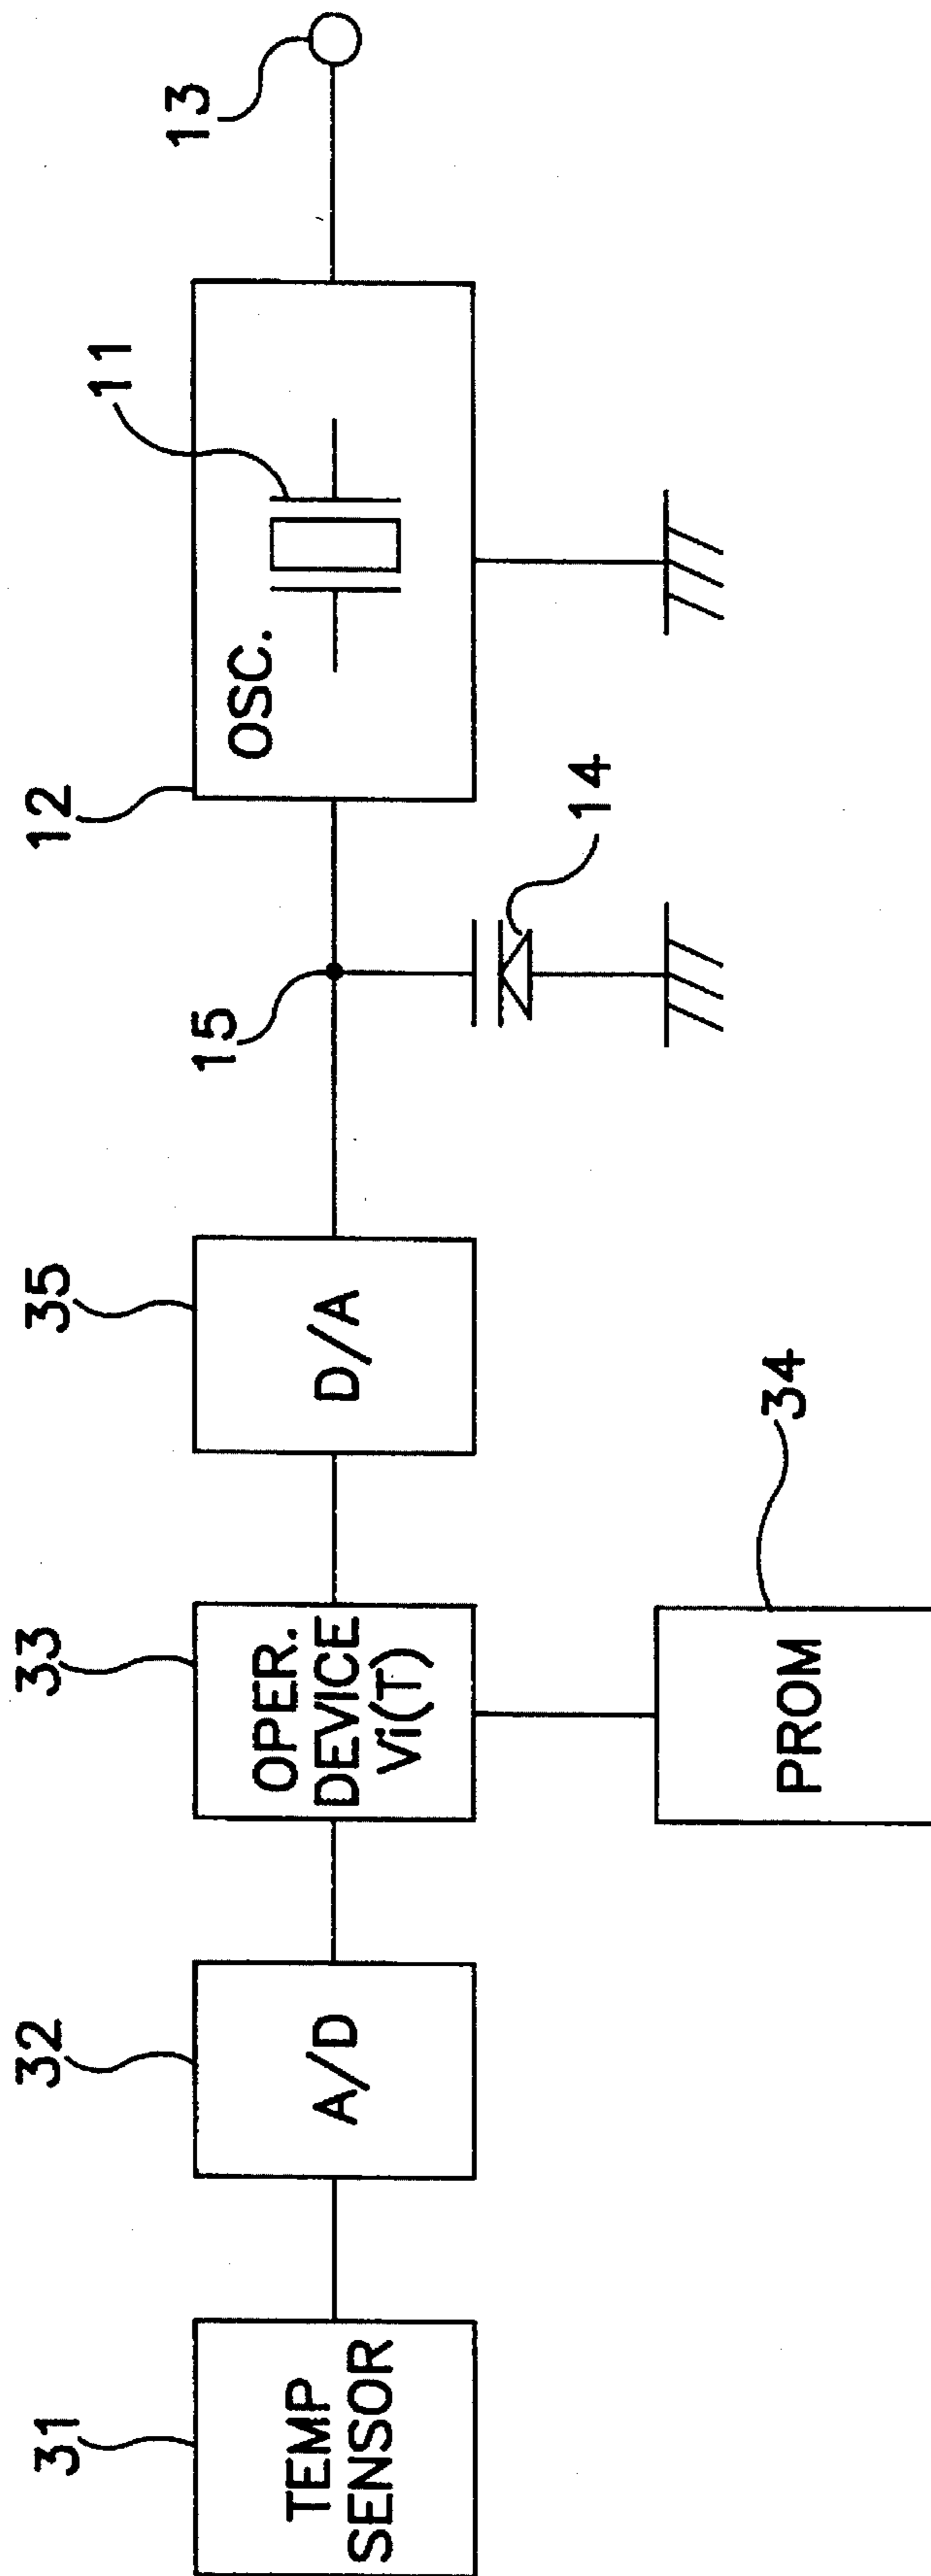 31
TEMP
SENSOR
32
A/D
33
OPER.
DEVICE
Vi(T)
34
PROM
35
D/A
15
14
12
OSC.
11
13